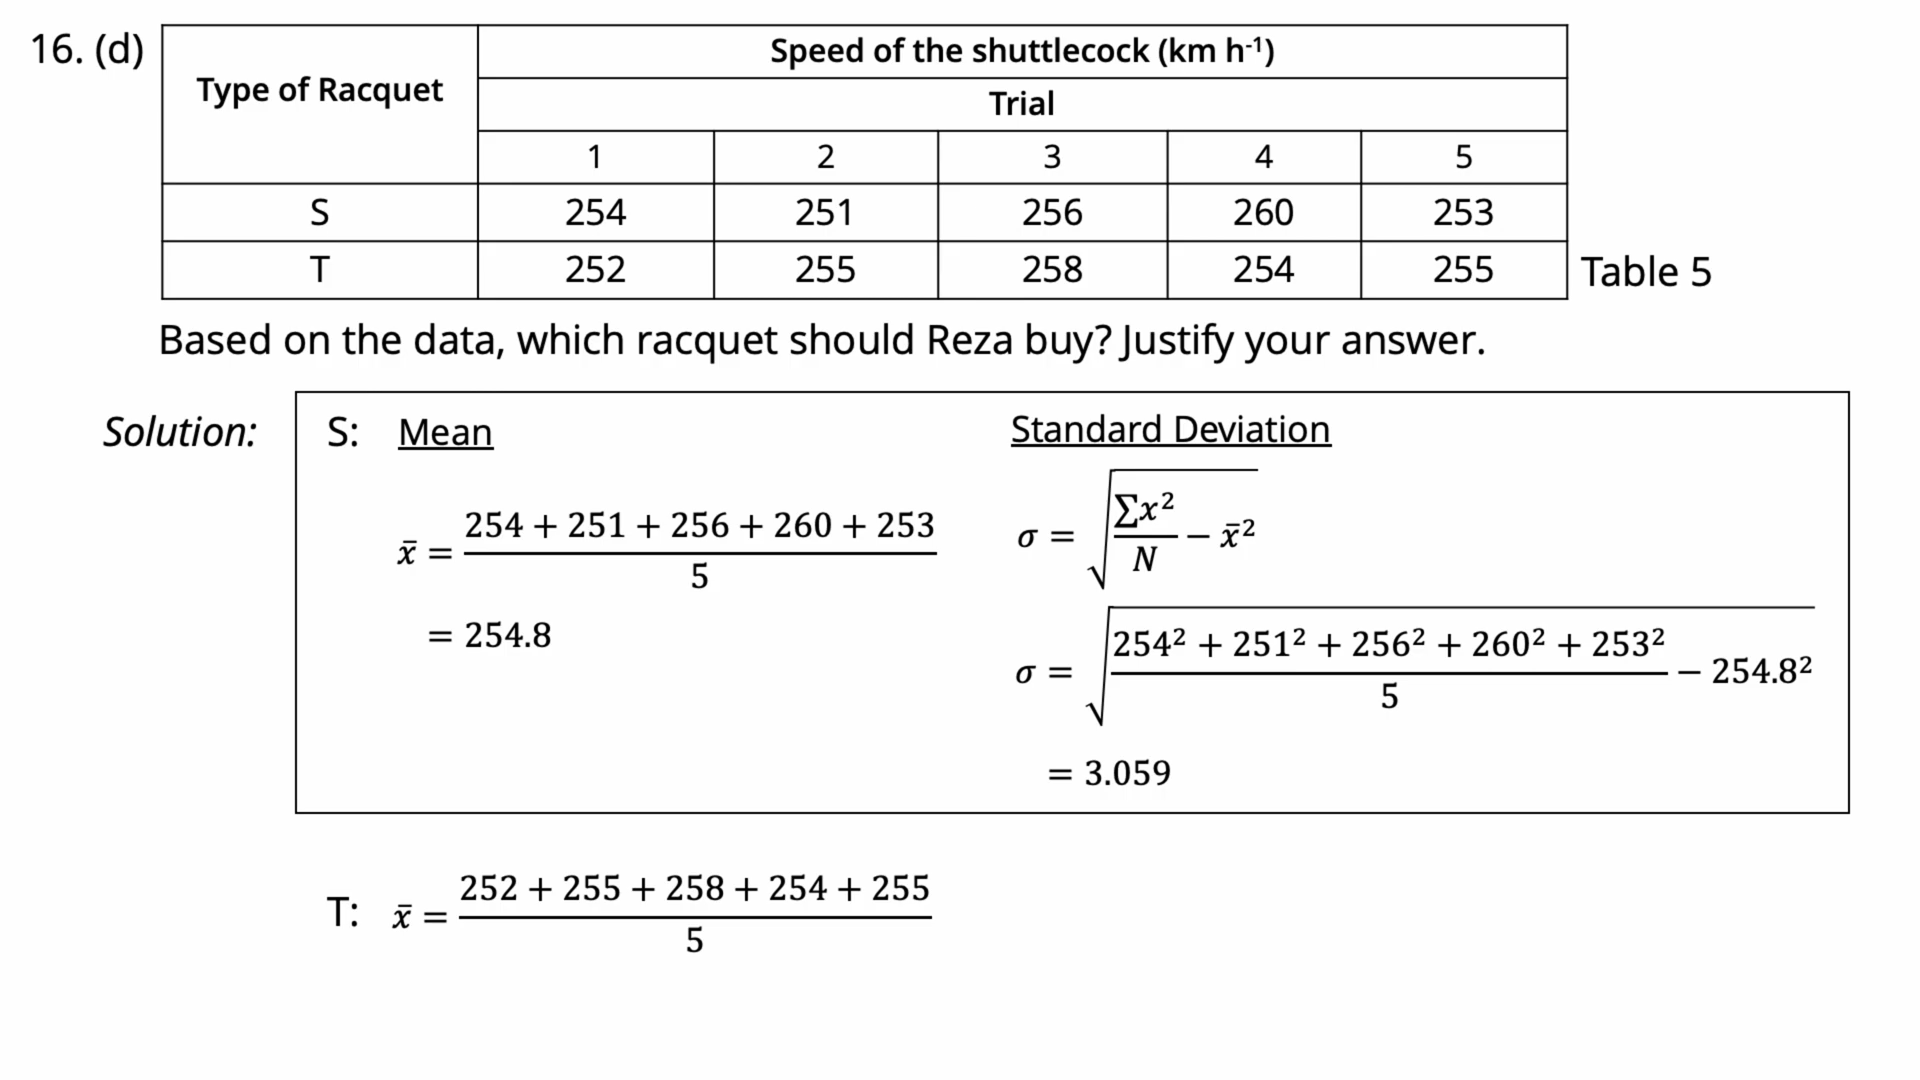 16. (d)
Type of Racquet
Speed of the shuttlecock (km h⁻¹)
Trial
1 2 3 4 5
S 254 251 256 260 253
T 252 255 258 254 255
Table 5
Based on the data, which racquet should Reza buy? Justify your answer.
Solution:
S: Mean
x̄ = (254 + 251 + 256 + 260 + 253) / 5
= 254.8
Standard Deviation
σ = √(∑x² / N − x̄²)
σ = √((254² + 251² + 256² + 260² + 253²) / 5 − 254.8²)
= 3.059
T: x̄ = (252 + 255 + 258 + 254 + 255) / 5